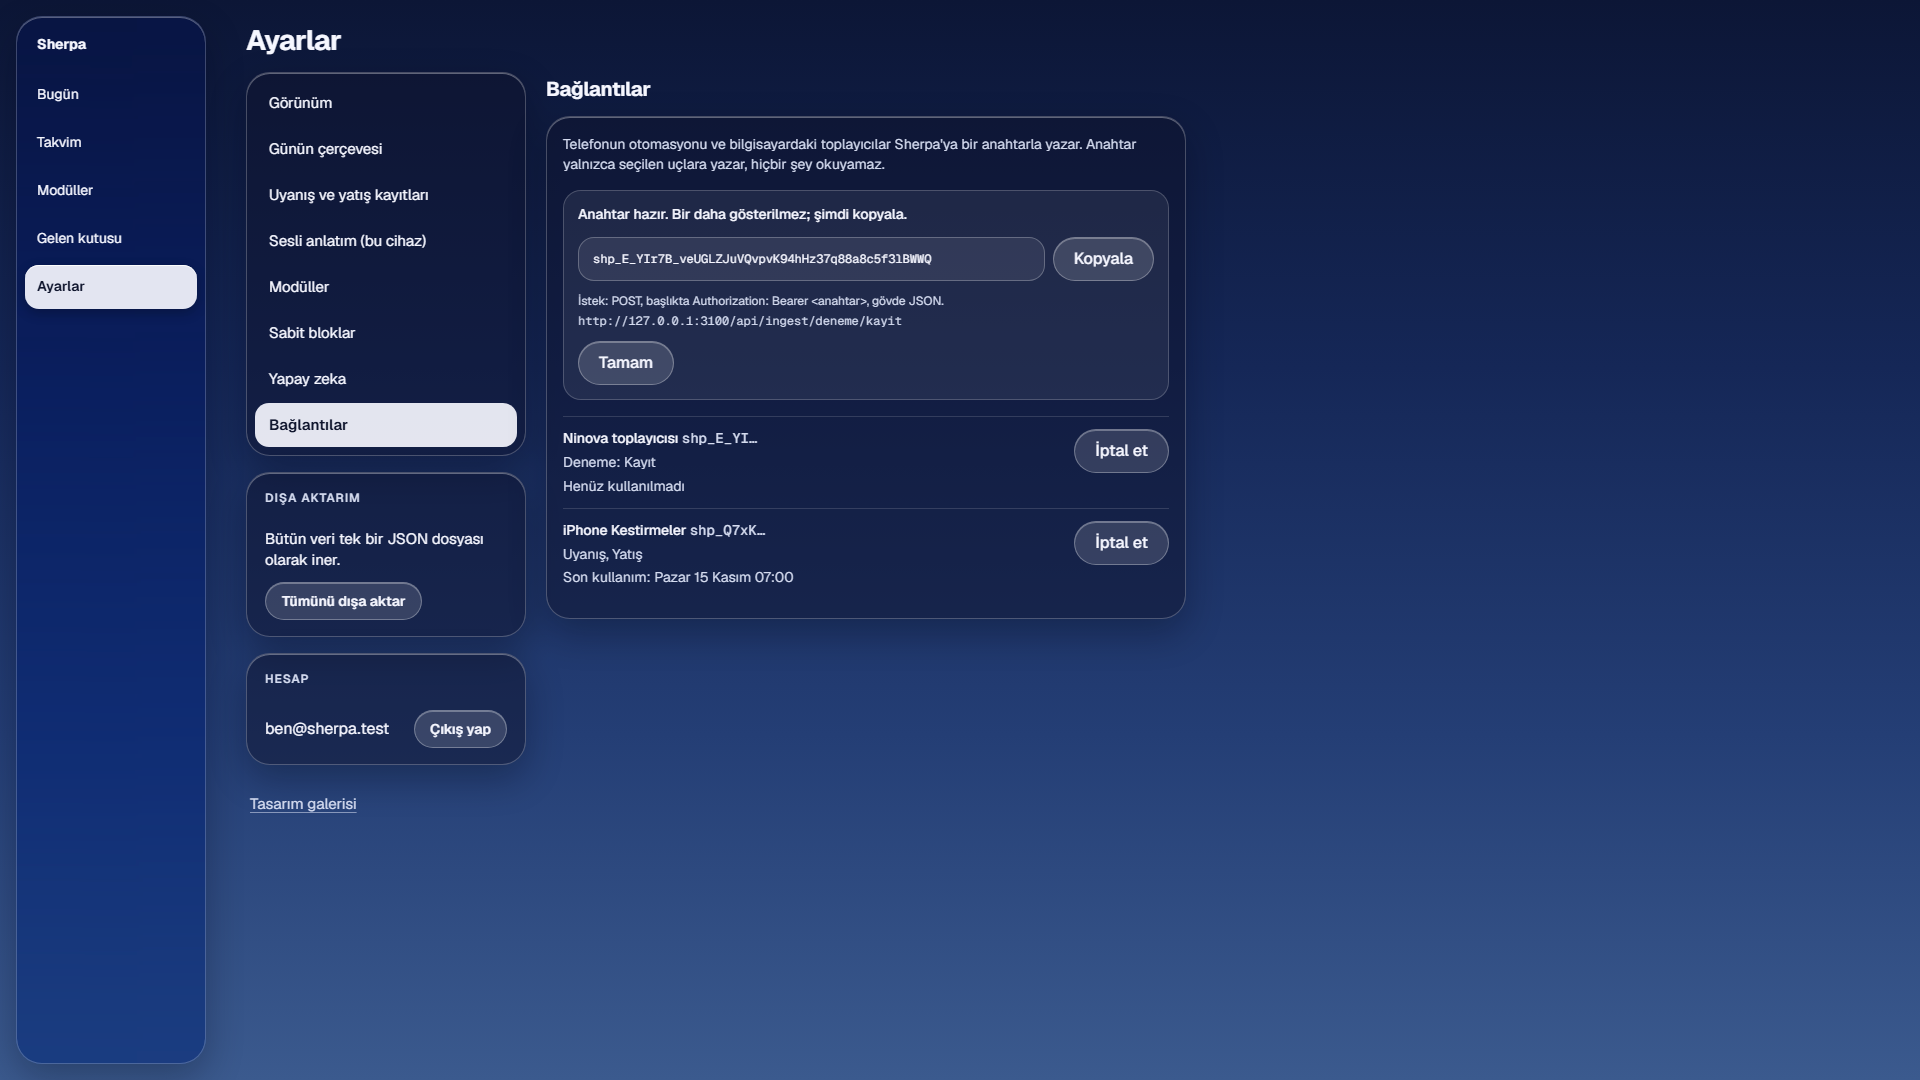 Sherpa
Bugün
Takvim
Modüller
Gelen kutusu
Ayarlar
Ayarlar
Görünüm
Günün çerçevesi
Uyanış ve yatış kayıtları
Sesli anlatım (bu cihaz)
Modüller
Sabit bloklar
Yapay zeka
Bağlantılar
DIŞA AKTARIM
Bütün veri tek bir JSON dosyası
olarak iner.
Tümünü dışa aktar
HESAP
ben@sherpa.test
Çıkış yap
Tasarım galerisi
Bağlantılar
Telefonun otomasyonu ve bilgisayardaki toplayıcılar Sherpa'ya bir anahtarla yazar. Anahtar
yalnızca seçilen uçlara yazar, hiçbir şey okuyamaz.
Anahtar hazır. Bir daha gösterilmez; şimdi kopyala.
shp_E_YIr7B_veUGLZJuVQvpvK94hHz37q88a8c5f3lBWWQ
Kopyala
İstek: POST, başlıkta Authorization: Bearer <anahtar>, gövde JSON.
http://127.0.0.1:3100/api/ingest/deneme/kayit
Tamam
Ninova toplayıcısı shp_E_YI…
Deneme: Kayıt
Henüz kullanılmadı
İptal et
iPhone Kestirmeler shp_Q7xK…
Uyanış, Yatış
Son kullanım: Pazar 15 Kasım 07:00
İptal et